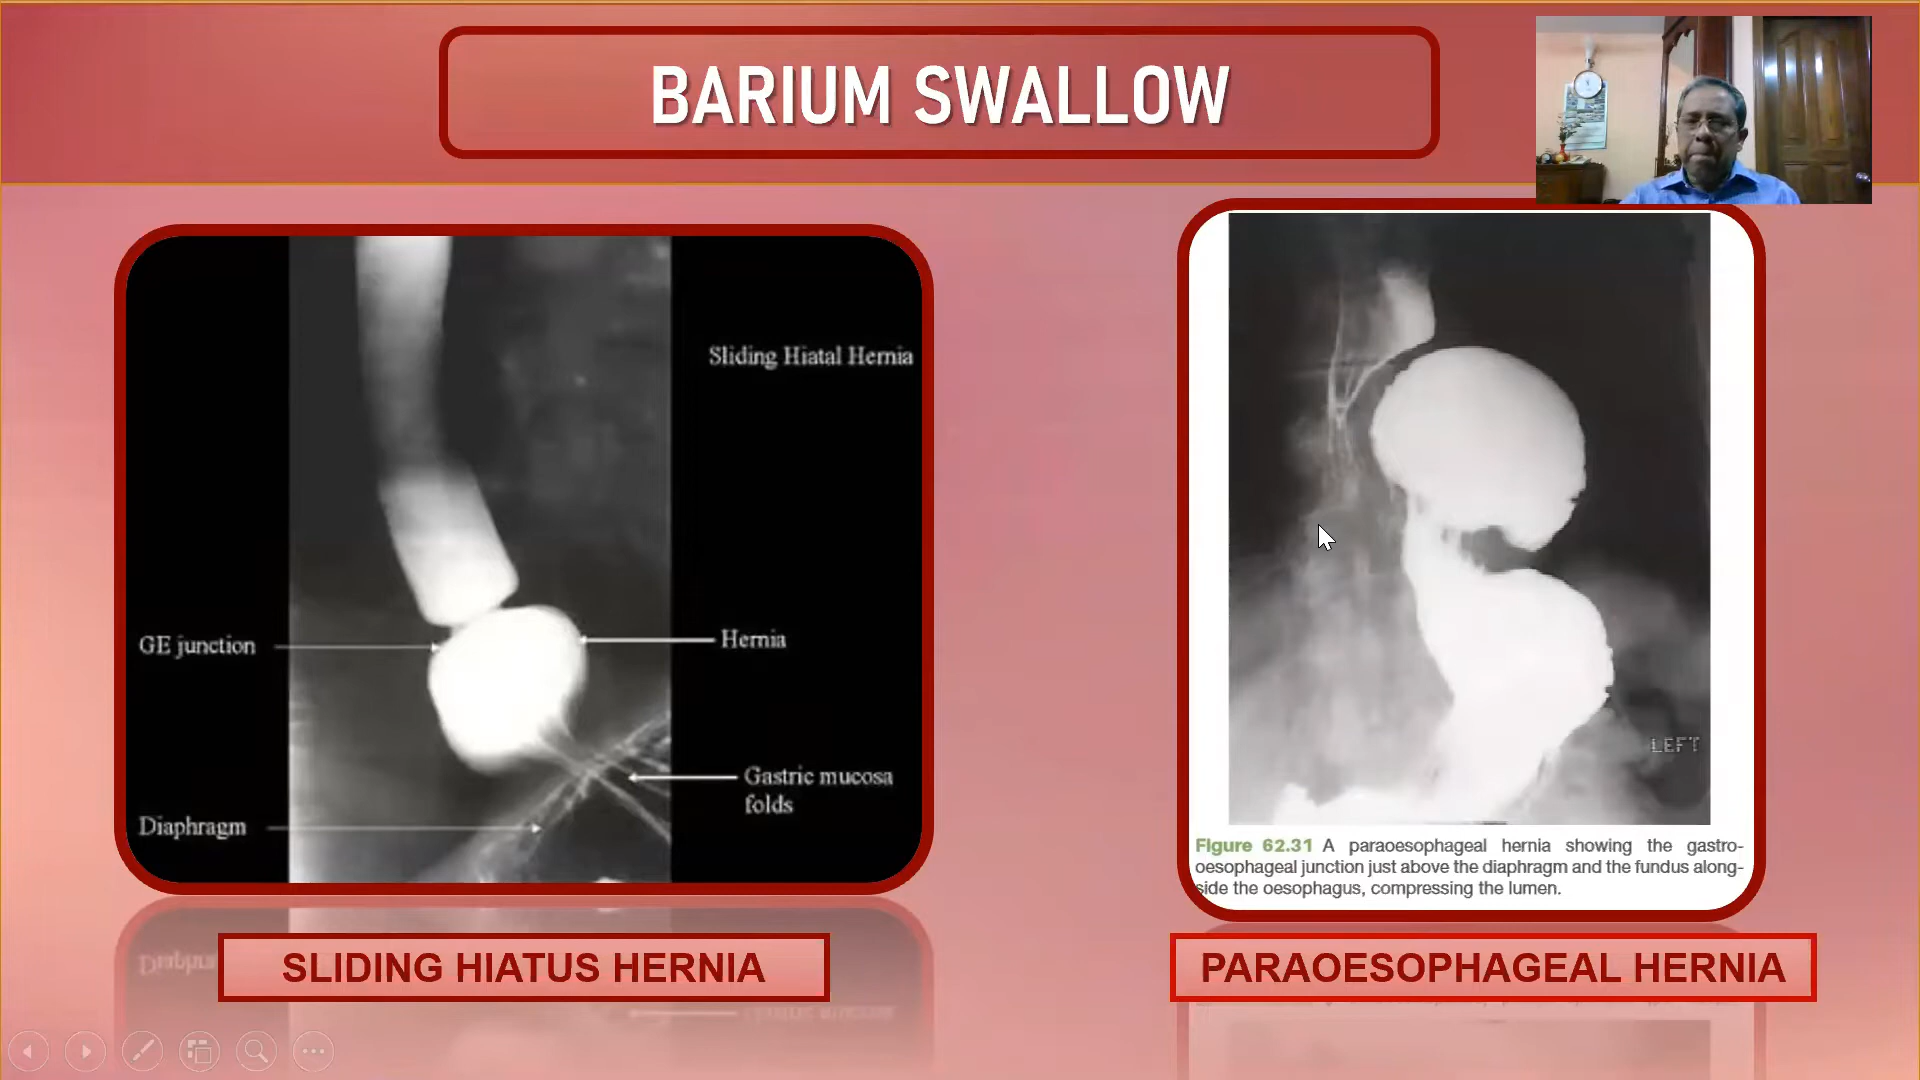 BARIUM SWALLOW
Sliding Hiatal Hernia
GE junction
Hernia
Gastric mucosa
folds
Diaphragm
LEFT
Figure 62.31 A paraoesophageal hernia showing the gastro-
oesophageal junction just above the diaphragm and the fundus along-
side the oesophagus, compressing the lumen.
SLIDING HIATUS HERNIA
PARAOESOPHAGEAL HERNIA